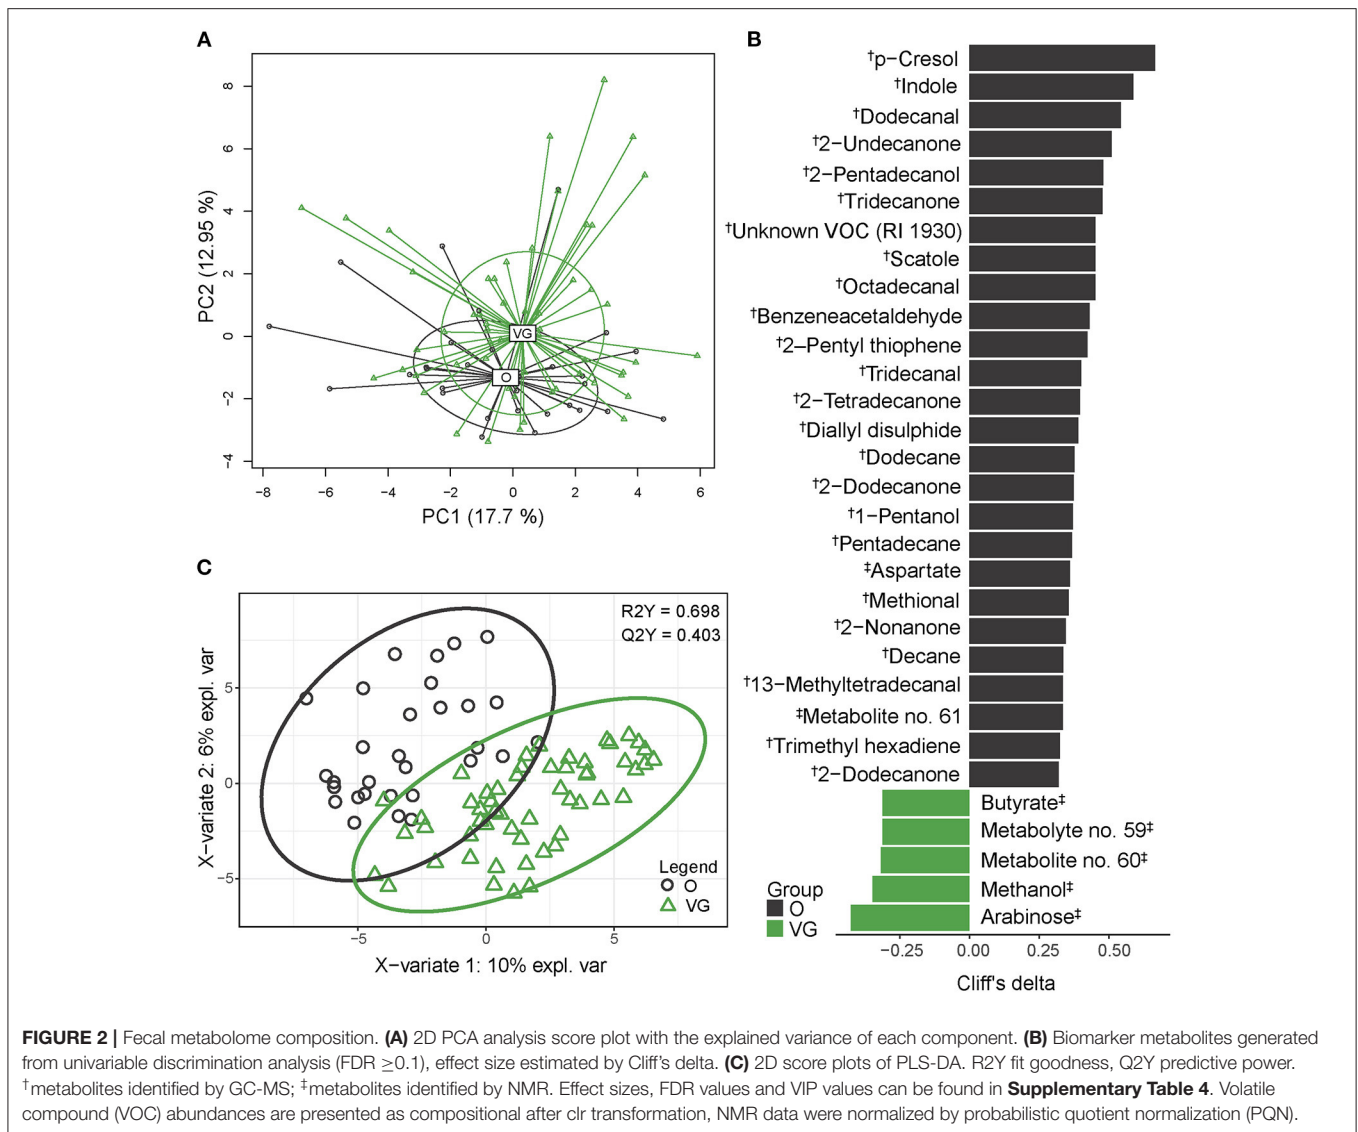 A
PC2 (12.95 %)
8
6
4
2
0
−2
−4
VG
O
−8 −6 −4 −2 0 2 4 6
PC1 (17.7 %)
B
†p−Cresol
†Indole
†Dodecanal
†2−Undecanone
†2−Pentadecanol
†Tridecanone
†Unknown VOC (RI 1930)
†Scatole
†Octadecanal
†Benzeneacetaldehyde
†2–Pentyl thiophene
†Tridecanal
†2−Tetradecanone
†Diallyl disulphide
†Dodecane
†2−Dodecanone
†1−Pentanol
†Pentadecane
‡Aspartate
†Methional
†2−Nonanone
†Decane
†13−Methyltetradecanal
‡Metabolite no. 61
†Trimethyl hexadiene
†2−Dodecanone
Butyrate‡
Metabolyte no. 59‡
Metabolite no. 60‡
Methanol‡
Arabinose‡
Group
O
VG
−0.25 0.00 0.25 0.50
Cliff's delta
C
R2Y = 0.698
Q2Y = 0.403
X−variate 2: 6% expl. var
5
0
−5
Legend
O
VG
−5 0 5
X−variate 1: 10% expl. var
FIGURE 2 | Fecal metabolome composition. (A) 2D PCA analysis score plot with the explained variance of each component. (B) Biomarker metabolites generated
from univariable discrimination analysis (FDR ≥0.1), effect size estimated by Cliff's delta. (C) 2D score plots of PLS-DA. R2Y fit goodness, Q2Y predictive power.
†metabolites identified by GC-MS; ‡metabolites identified by NMR. Effect sizes, FDR values and VIP values can be found in Supplementary Table 4. Volatile
compound (VOC) abundances are presented as compositional after clr transformation, NMR data were normalized by probabilistic quotient normalization (PQN).